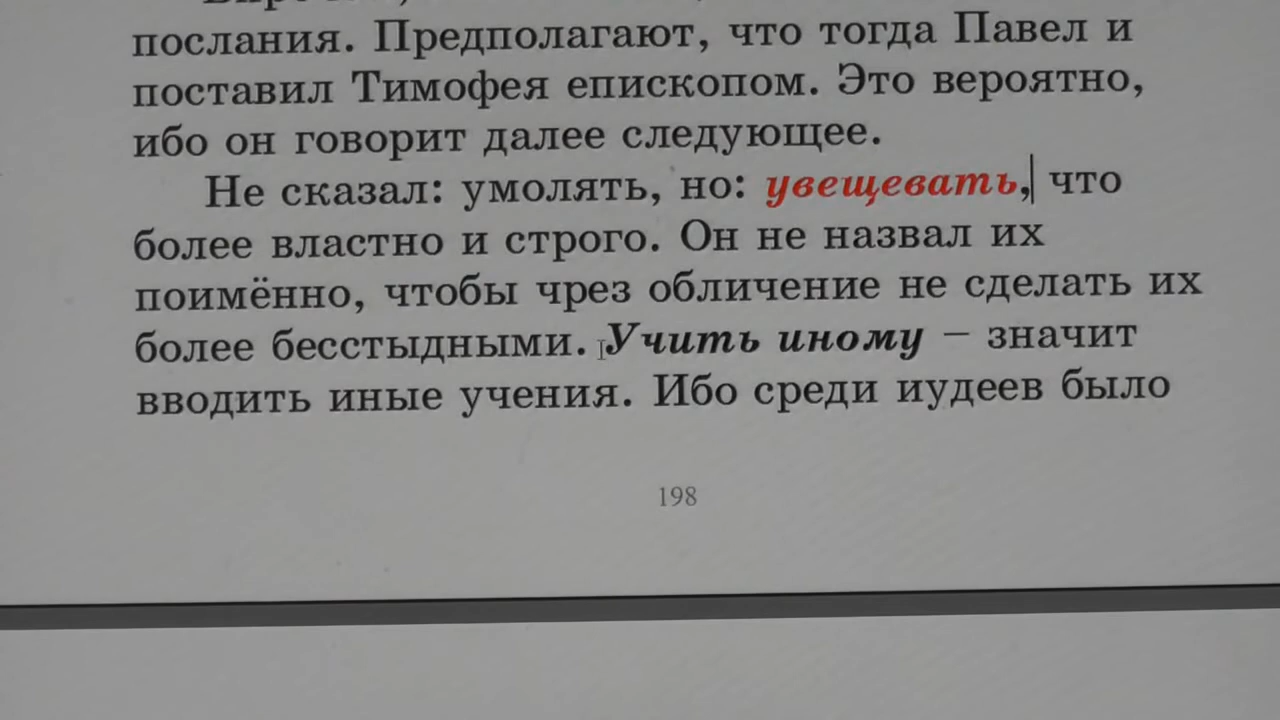 послания. Предполагают, что тогда Павел и
поставил Тимофея епископом. Это вероятно,
ибо он говорит далее следующее.
Не сказал: умолять, но: увещевать, что
более властно и строго. Он не назвал их
поимённо, чтобы чрез обличение не сделать их
более бесстыдными. Учить иному – значит
вводить иные учения. Ибо среди иудеев было
198